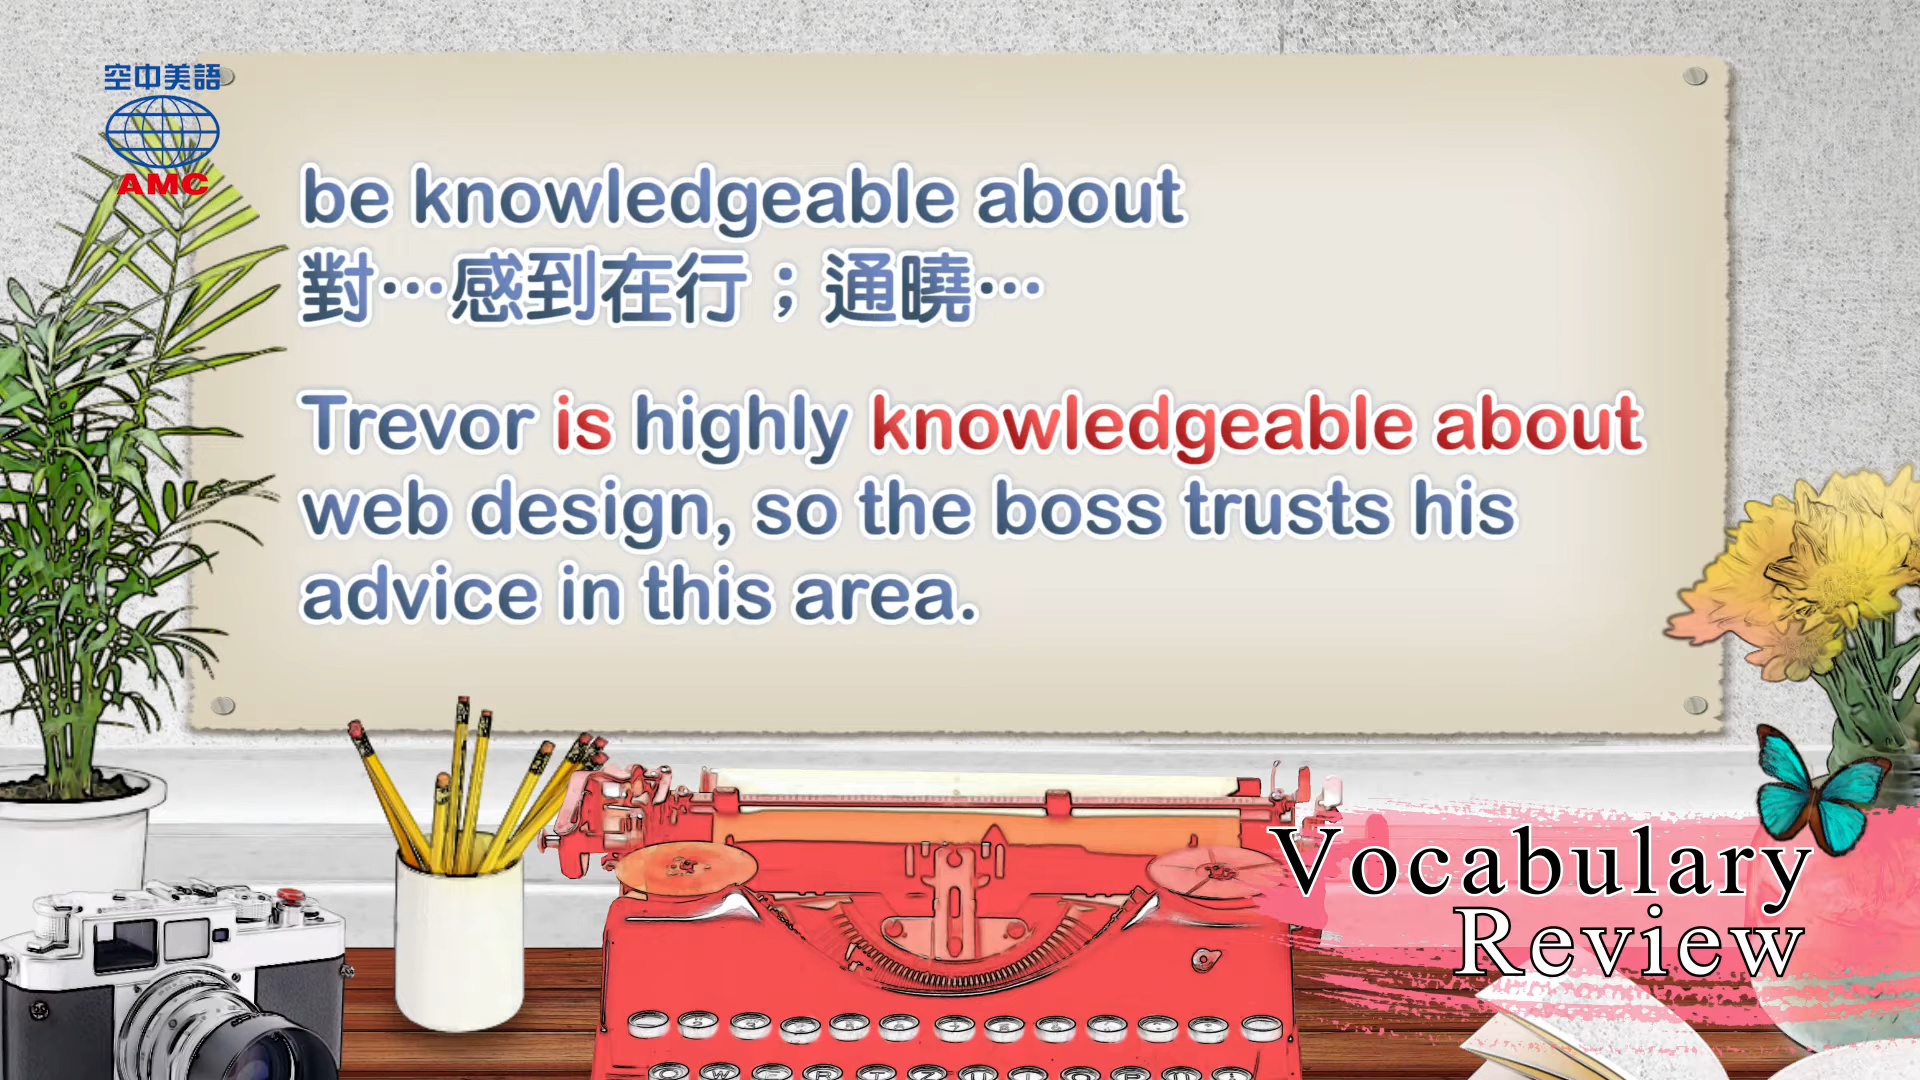 空中美語
AMC
be knowledgeable about
對…感到在行；通曉…
Trevor is highly knowledgeable about
web design, so the boss trusts his
advice in this area.
Vocabulary
Review